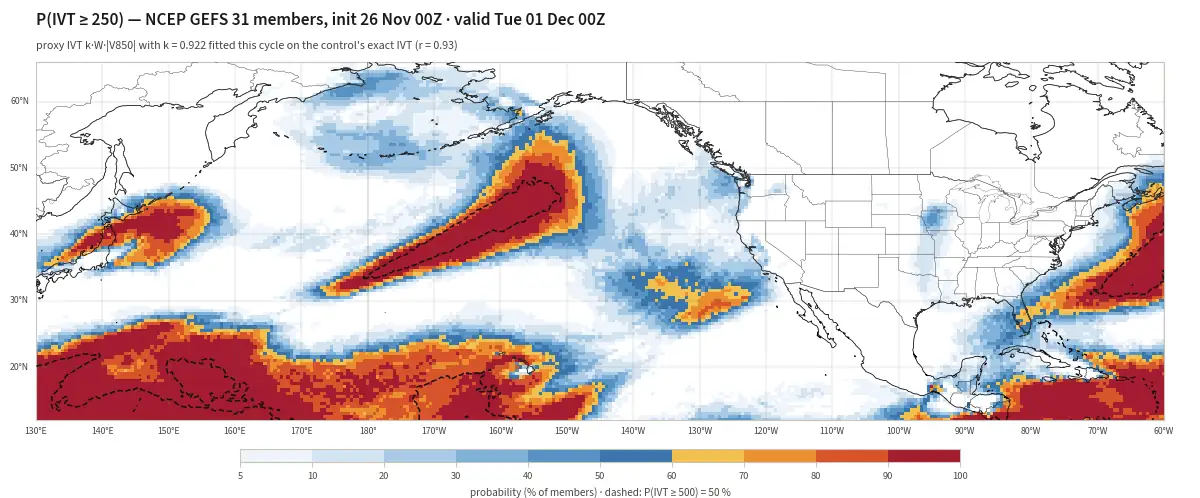 P(IVT ≥ 250) — NCEP GEFS 31 members, init 26 Nov 00Z · valid Tue 01 Dec 00Z
proxy IVT k·W·|V850| with k = 0.922 fitted this cycle on the control's exact IVT (r = 0.93)
60°N
50°N
40°N
30°N
20°N
130°E 140°E 150°E 160°E 170°E 180° 170°W 160°W 150°W 140°W 130°W 120°W 110°W 100°W 90°W 80°W 70°W 60°W
5 10 20 30 40 50 60 70 80 90 100
probability (% of members) · dashed: P(IVT ≥ 500) = 50 %